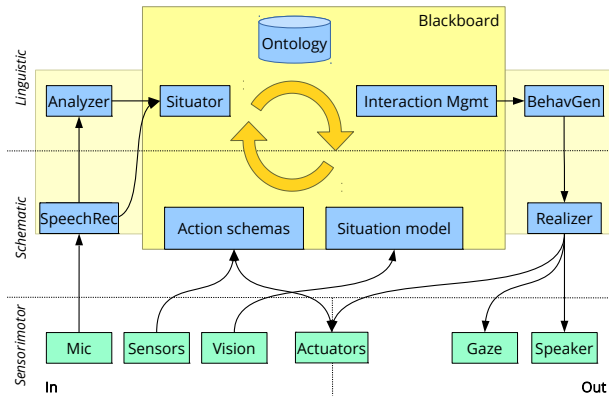 Blackboard
Ontology
Linguistic
Analyzer
Situator
Interaction Mgmt
BehavGen
Schematic
SpeechRec
Action schemas
Situation model
Realizer
Sensorimotor
Mic
Sensors
Vision
Actuators
Gaze
Speaker
In
Out